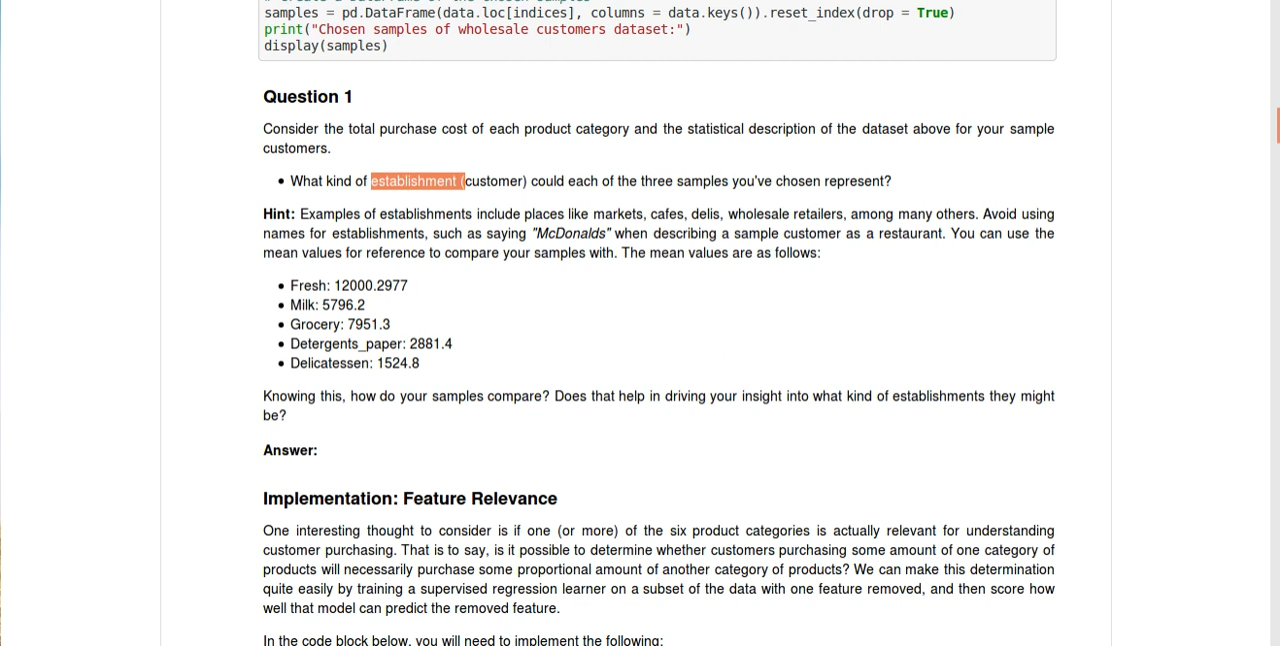 samples = pd.DataFrame(data.loc[indices], columns = data.keys()).reset_index(drop = True)
print("Chosen samples of wholesale customers dataset:")
display(samples)
Question 1
Consider the total purchase cost of each product category and the statistical description of the dataset above for your sample
customers.
• What kind of establishment (customer) could each of the three samples you've chosen represent?
Hint: Examples of establishments include places like markets, cafes, delis, wholesale retailers, among many others. Avoid using
names for establishments, such as saying "McDonalds" when describing a sample customer as a restaurant. You can use the
mean values for reference to compare your samples with. The mean values are as follows:
• Fresh: 12000.2977
• Milk: 5796.2
• Grocery: 7951.3
• Detergents_paper: 2881.4
• Delicatessen: 1524.8
Knowing this, how do your samples compare? Does that help in driving your insight into what kind of establishments they might
be?
Answer:
Implementation: Feature Relevance
One interesting thought to consider is if one (or more) of the six product categories is actually relevant for understanding
customer purchasing. That is to say, is it possible to determine whether customers purchasing some amount of one category of
products will necessarily purchase some proportional amount of another category of products? We can make this determination
quite easily by training a supervised regression learner on a subset of the data with one feature removed, and then score how
well that model can predict the removed feature.
In the code block below, you will need to implement the following: